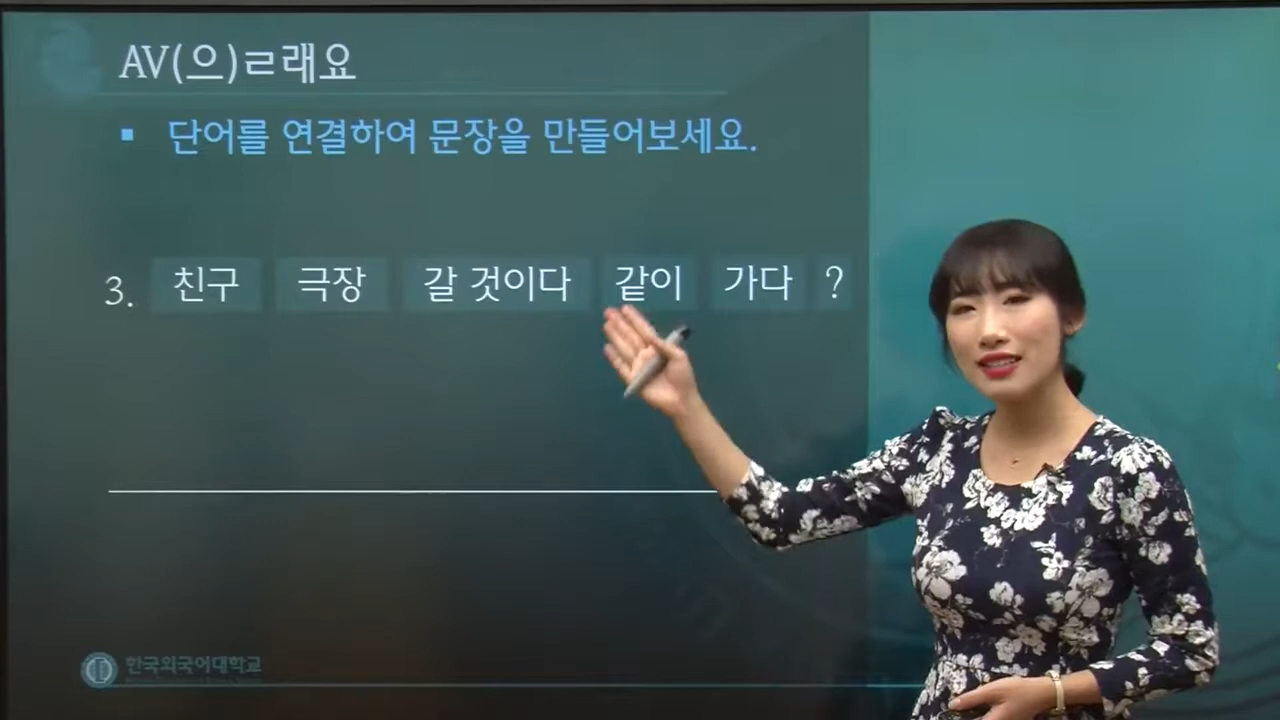 AV(으)ㄹ래요
▪ 단어를 연결하여 문장을 만들어보세요.
3. 친구 극장 갈 것이다 같이 가다 ?
한국외국어대학교